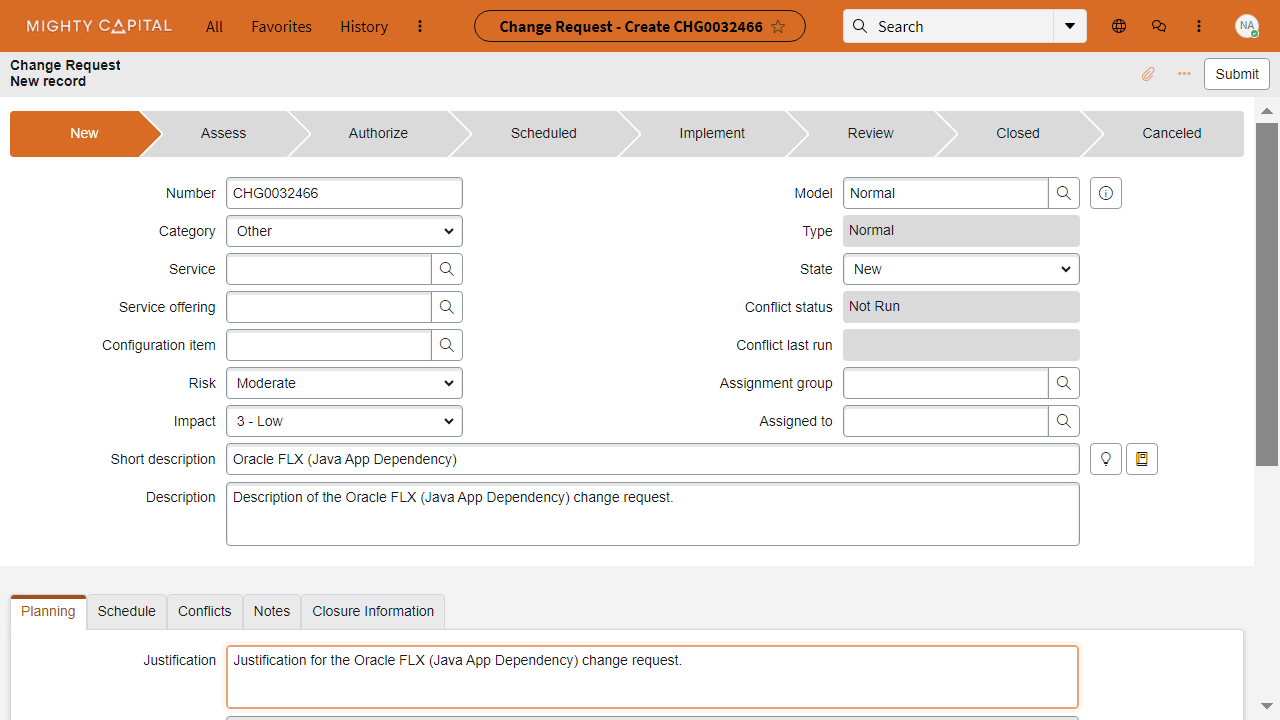 MIGHTY CAPITAL
All
Favorites
History
Change Request - Create CHG0032466
Search
NA
Change Request
New record
Submit
New
Assess
Authorize
Scheduled
Implement
Review
Closed
Canceled
Number
CHG0032466
Model
Normal
Category
Other
Type
Normal
Service
State
New
Service offering
Conflict status
Not Run
Configuration item
Conflict last run
Risk
Moderate
Assignment group
Impact
3 - Low
Assigned to
Short description
Oracle FLX (Java App Dependency)
Description
Description of the Oracle FLX (Java App Dependency) change request.
Planning
Schedule
Conflicts
Notes
Closure Information
Justification
Justification for the Oracle FLX (Java App Dependency) change request.